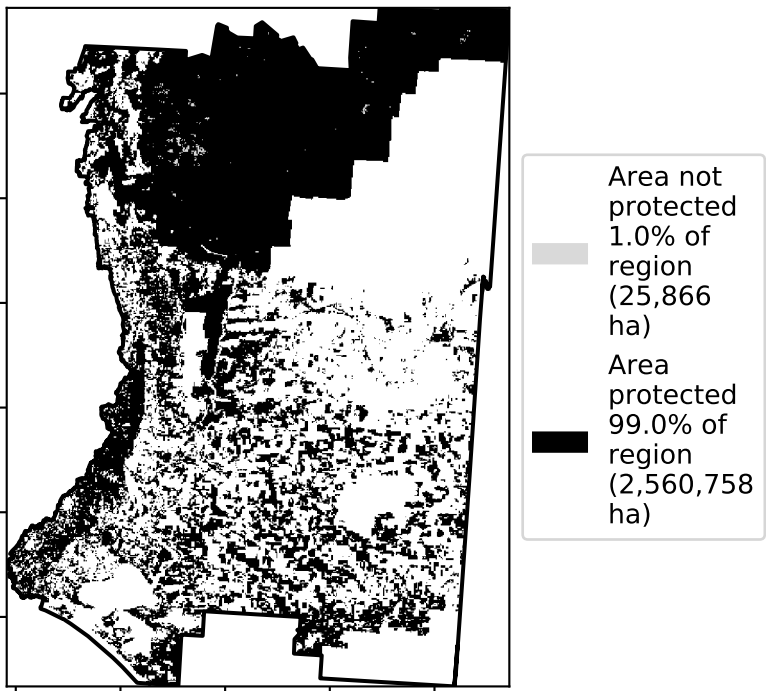 Area not
protected
1.0% of
region
(25,866
ha)
Area
protected
99.0% of
region
(2,560,758
ha)